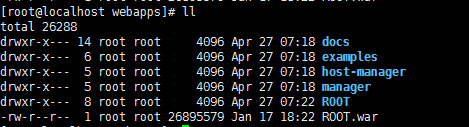 [root@localhost webapps]# ll
total 26288
drwxr-x--- 14 root root     4096 Apr 27 07:18 docs
drwxr-x---  6 root root     4096 Apr 27 07:18 examples
drwxr-x---  5 root root     4096 Apr 27 07:18 host-manager
drwxr-x---  5 root root     4096 Apr 27 07:18 manager
drwxr-x---  8 root root     4096 Apr 27 07:22 ROOT
-rw-r--r--  1 root root 26895579 Jan 17 18:22 ROOT.war